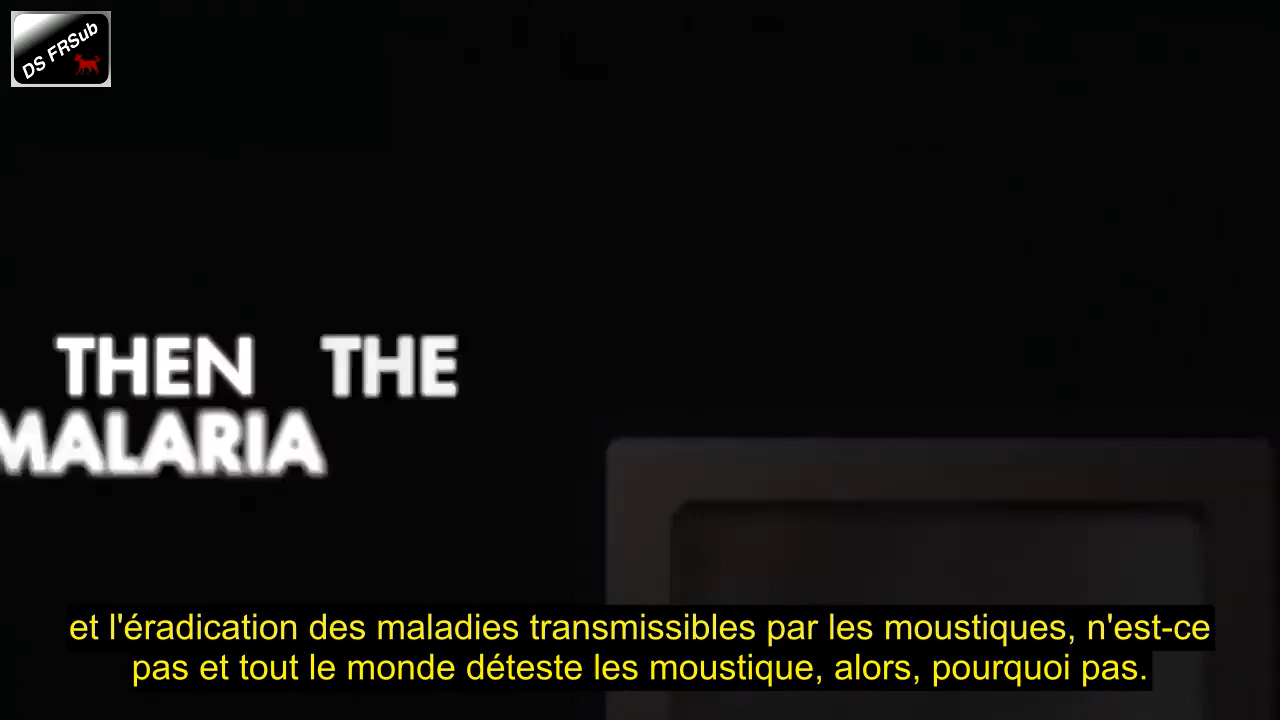 DS FRSub
THEN THE
MALARIA
et l'éradication des maladies transmissibles par les moustiques, n'est-ce
pas et tout le monde déteste les moustique, alors, pourquoi pas.